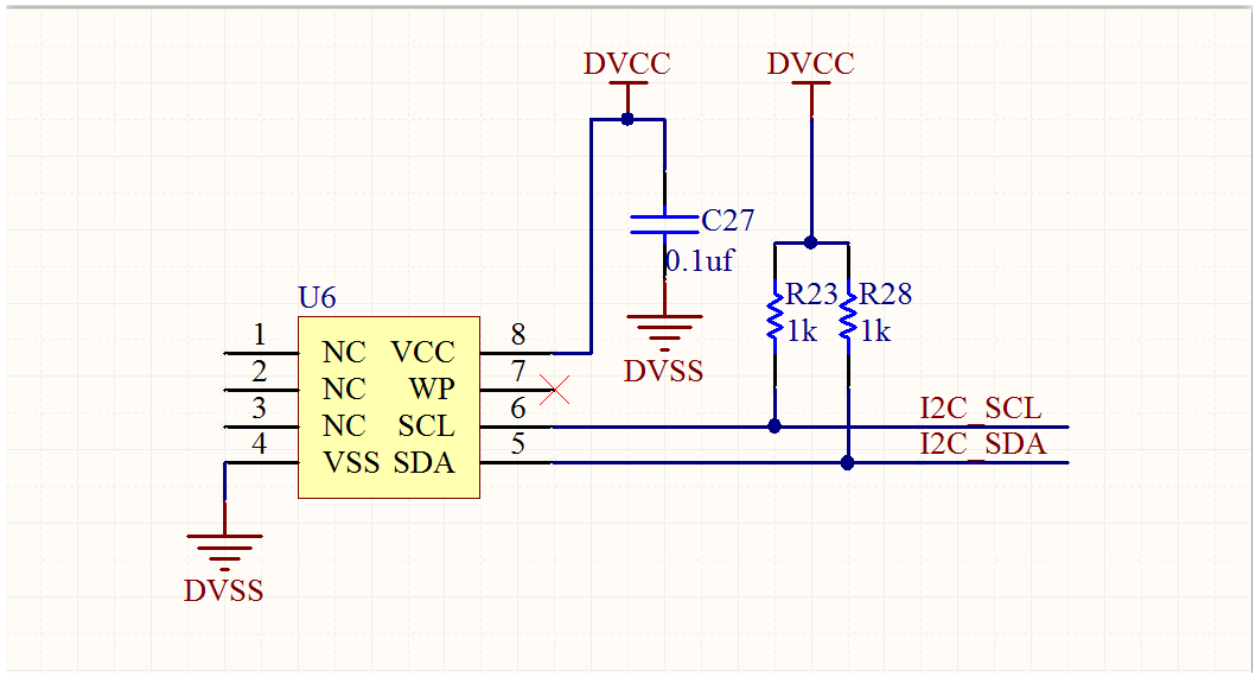 DVCC
DVCC
C27
0.1uf
DVSS
R23
1k
R28
1k
U6
1 NC VCC 8
2 NC WP 7
3 NC SCL 6
4 VSS SDA 5
I2C_SCL
I2C_SDA
DVSS